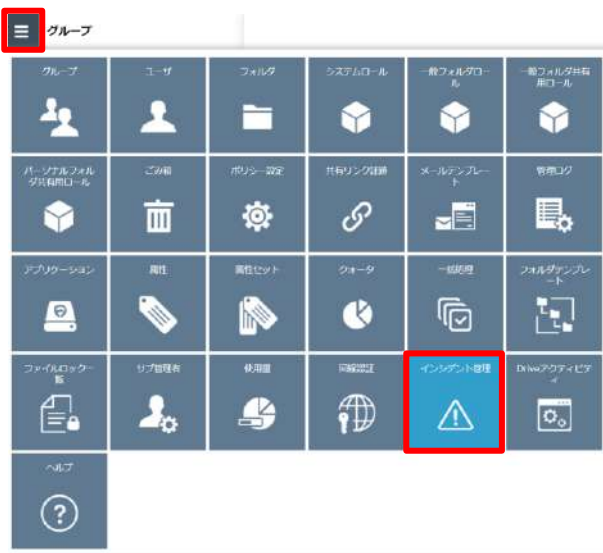 グループ
グループ
ユーザ
フォルダ
システムロール
一般フォルダロー
ル
一般フォルダ共有
用ロール
パーソナルフォル
ダ共有用ロール
ごみ箱
ポリシー設定
共有リンク証跡
メールテンプレー
ト
管理ログ
アプリケーション
属性
属性セット
クォータ
一括処理
フォルダテンプレ
ート
ファイルロック一
覧
サブ管理者
使用量
回線認証
インシデント管理
Driveアクティビテ
ィ
ヘルプ